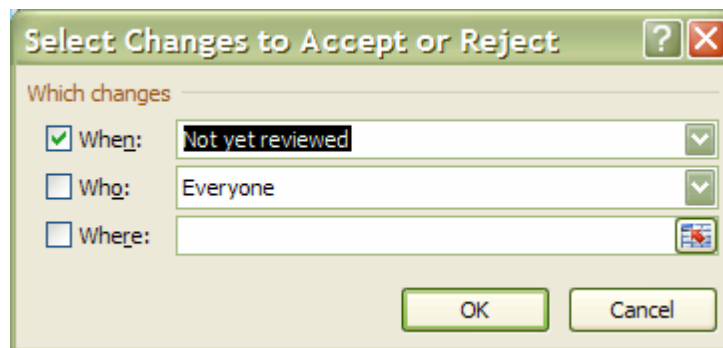 Select Changes to Accept or Reject ?
Which changes
When: Not yet reviewed
Who: Everyone
Where:
OK Cancel